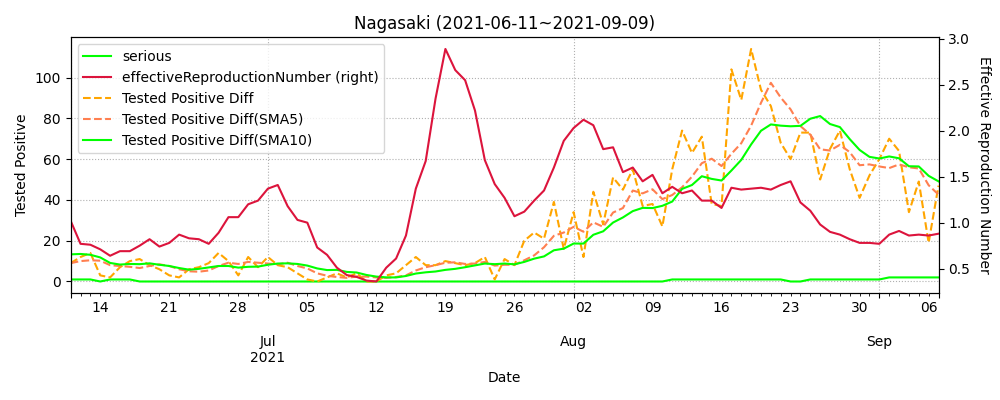 Nagasaki (2021-06-11~2021-09-09)
serious
effectiveReproductionNumber (right)
Tested Positive Diff
Tested Positive Diff(SMA5)
Tested Positive Diff(SMA10)
Tested Positive
100
80
60
40
20
0
3.0
2.5
2.0
1.5
1.0
0.5
Effective Reproduction Number
14 21 28 05 12 19 26 02 09 16 23 30 06
Jul Aug Sep
2021
Date